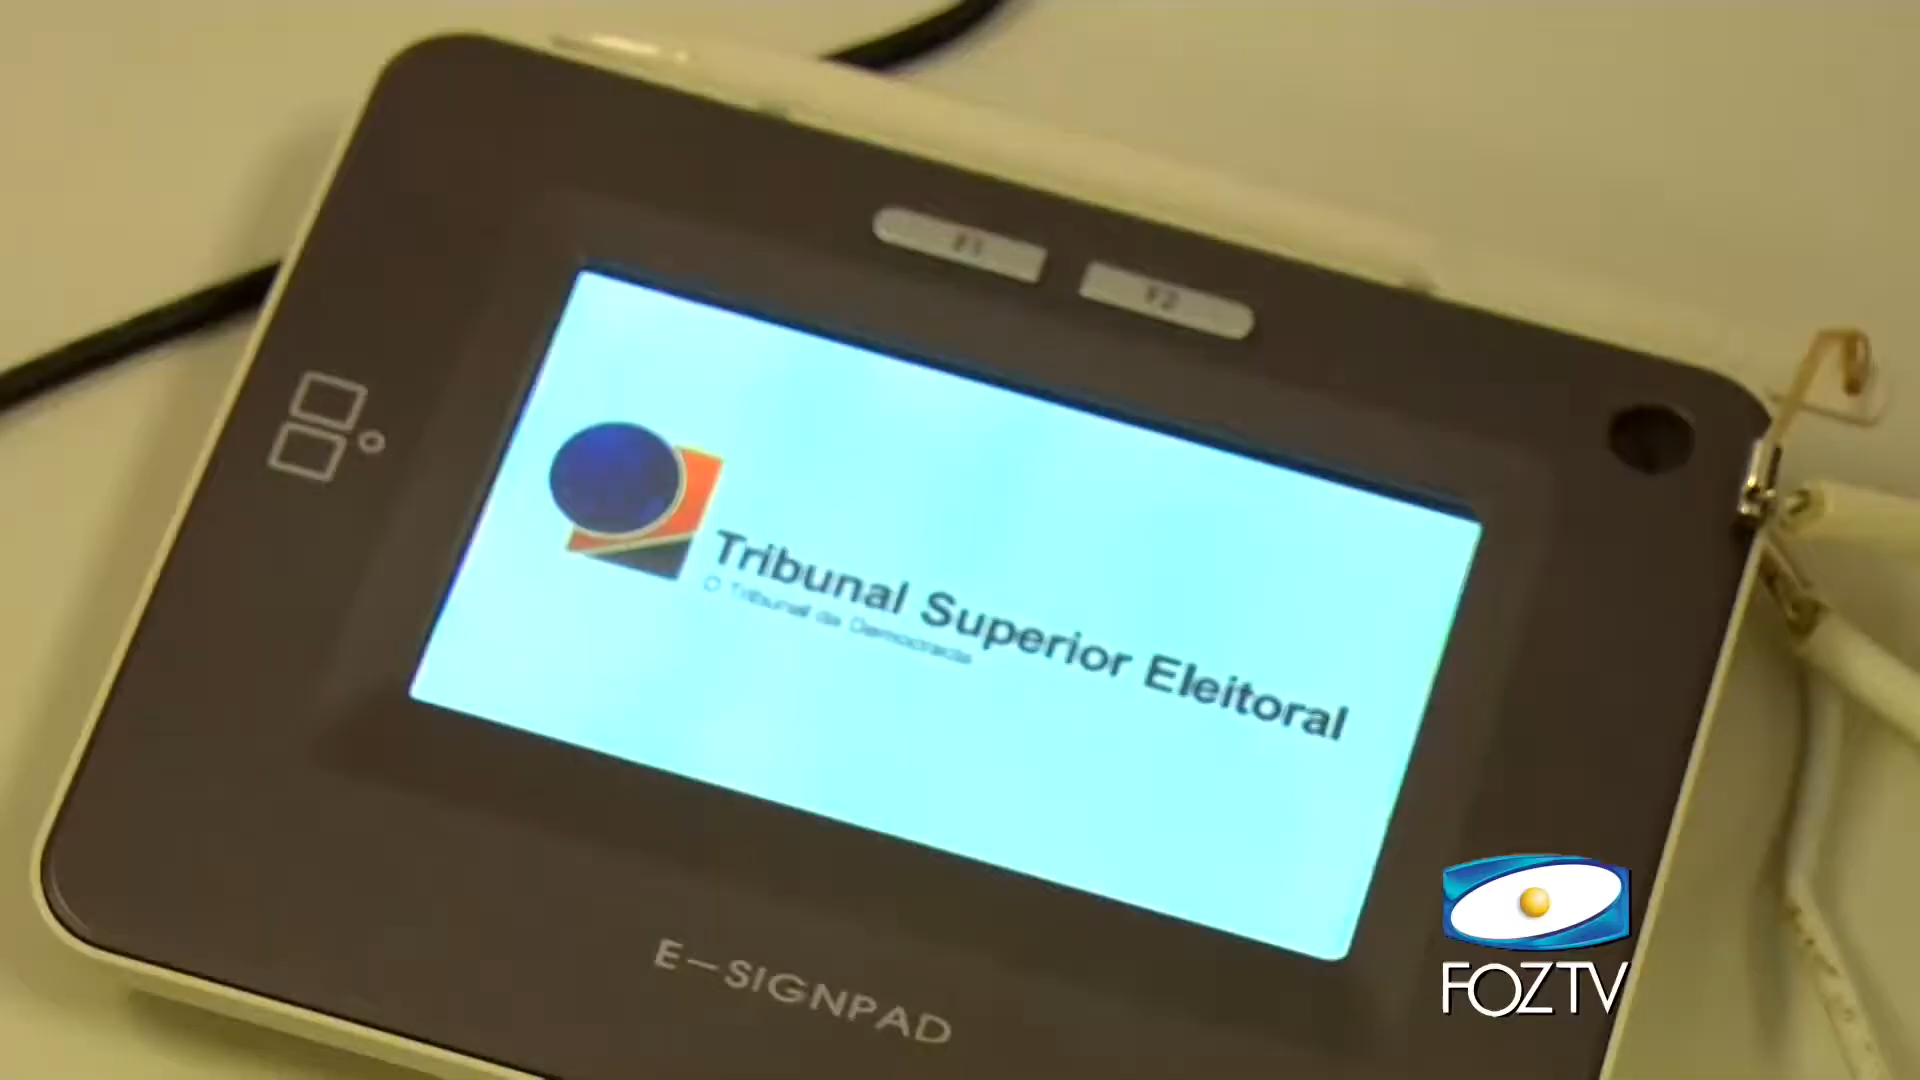 F1
F2
Tribunal Superior Eleitoral
O Tribunal da Democracia
E-SIGNPAD
FOZTV